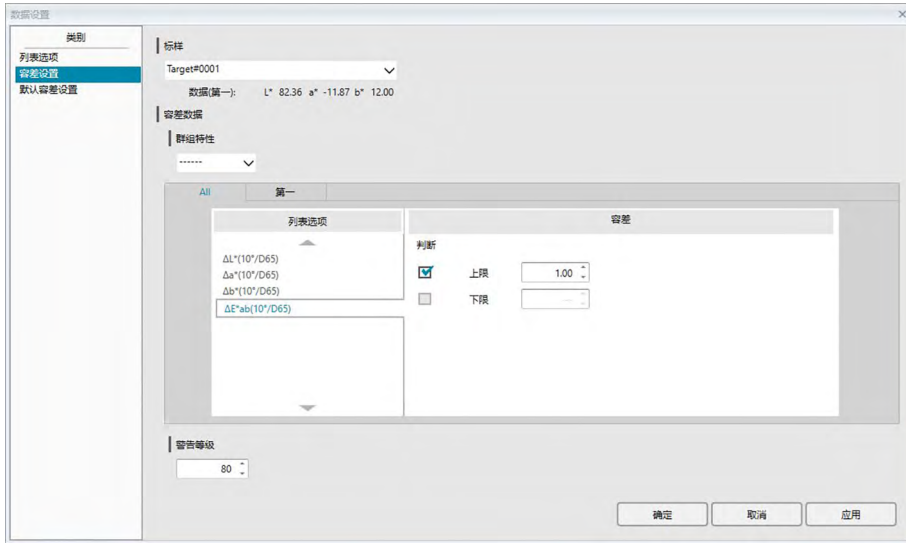 数据设置
类别
列表选项
容差设置
默认容差设置
标样
Target#0001
数据(第一): L* 82.36 a* -11.87 b* 12.00
容差数据
群组特性
------
All 第一
列表选项 容差
ΔL*(10°/D65)
Δa*(10°/D65)
Δb*(10°/D65)
ΔE*ab(10°/D65)
判断
上限 1.00
下限 ---
警告等级
80
确定 取消 应用